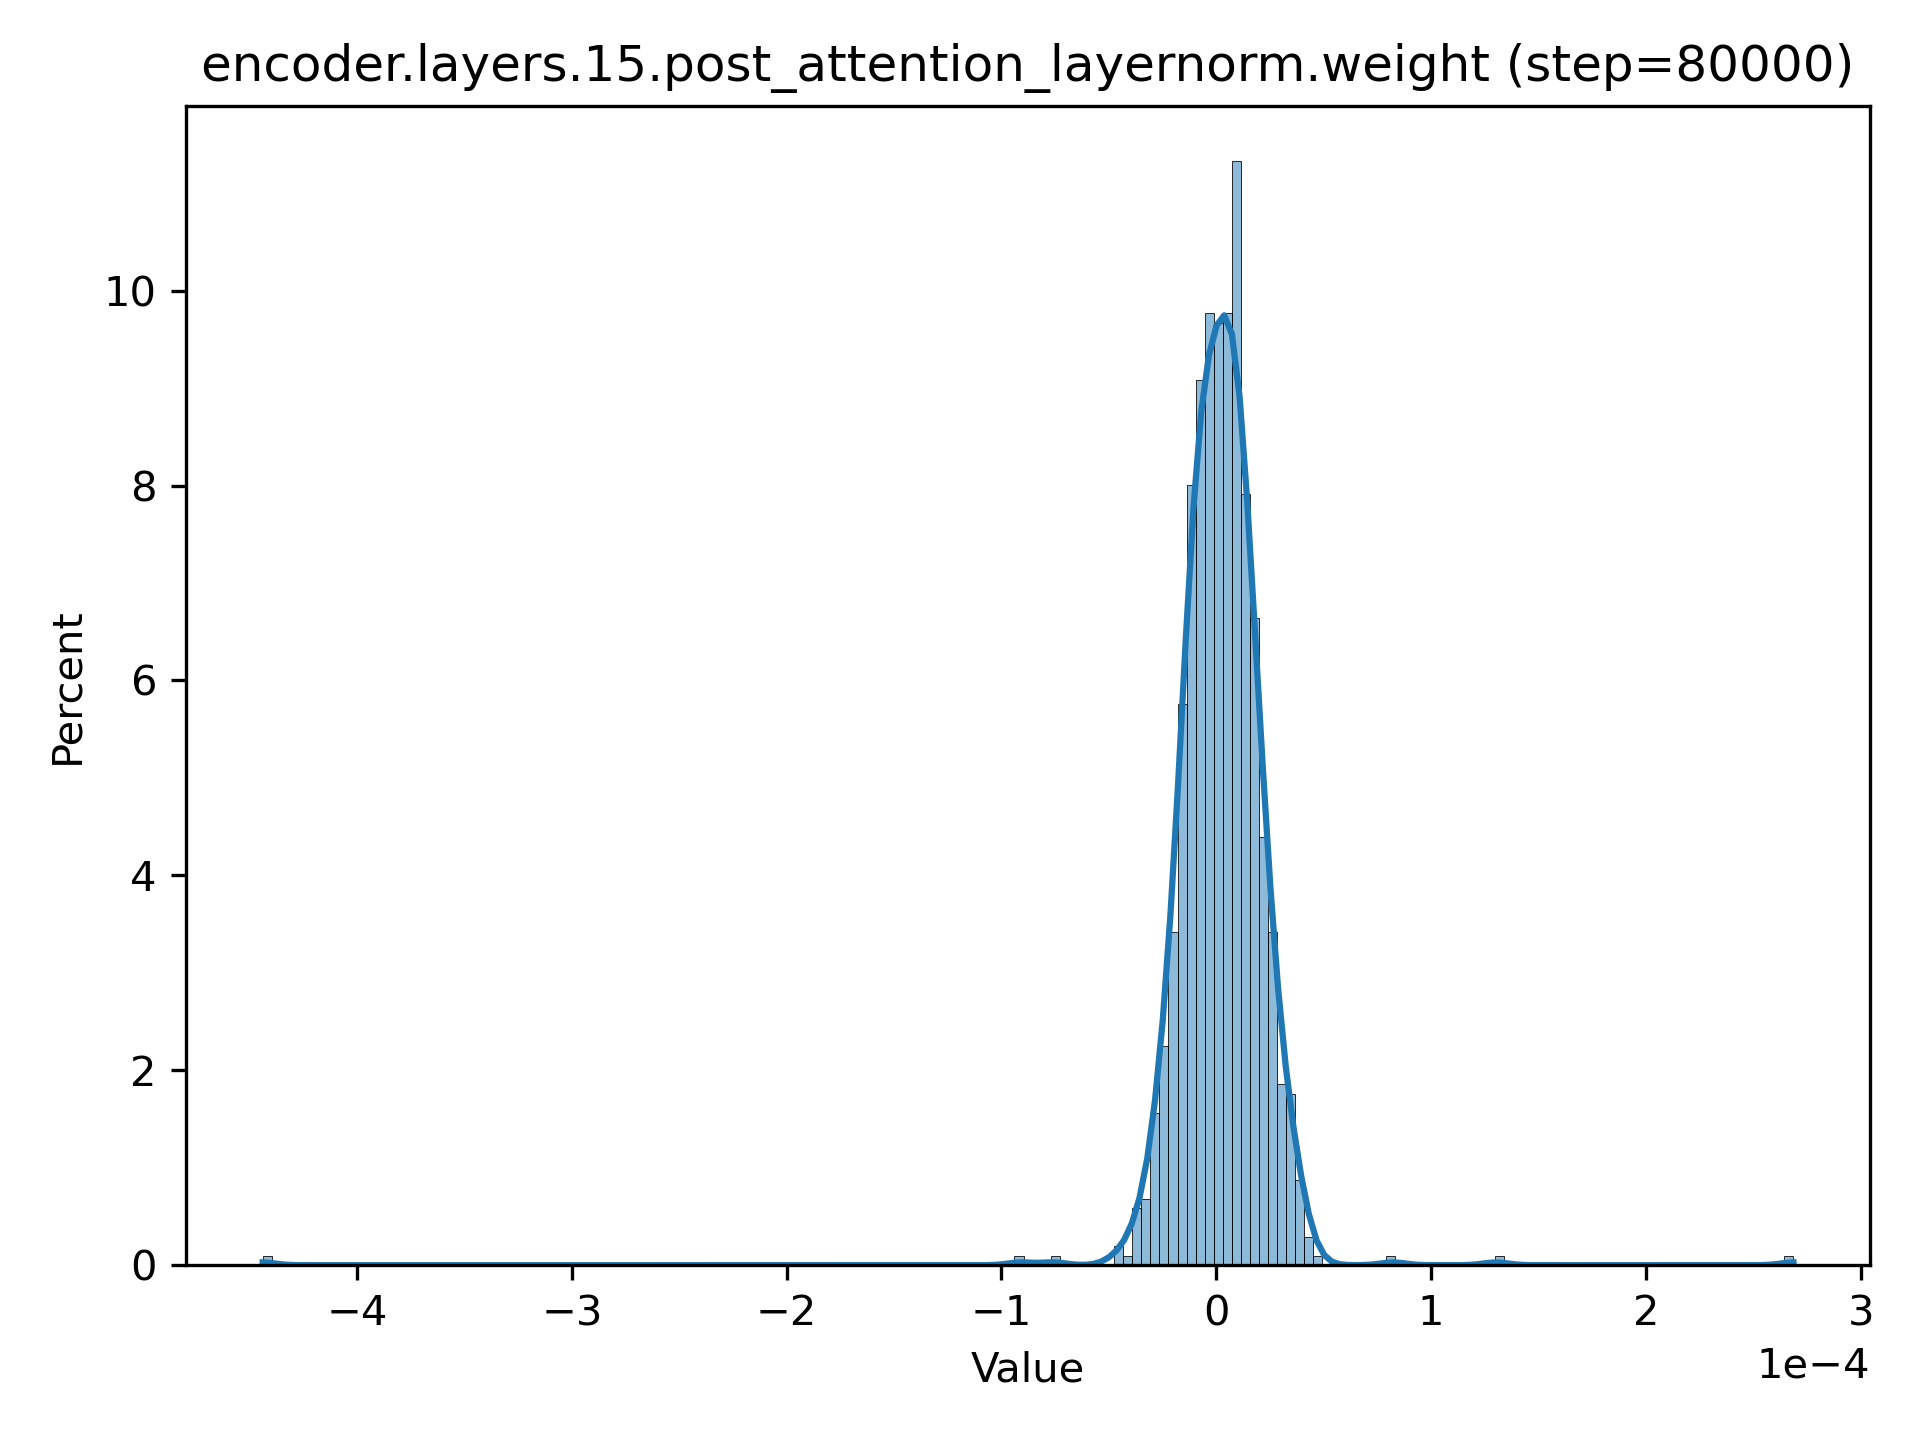 encoder.layers.15.post_attention_layernorm.weight (step=80000)
Percent
10
8
6
4
2
0
−4 −3 −2 −1 0 1 2 3
1e−4
Value